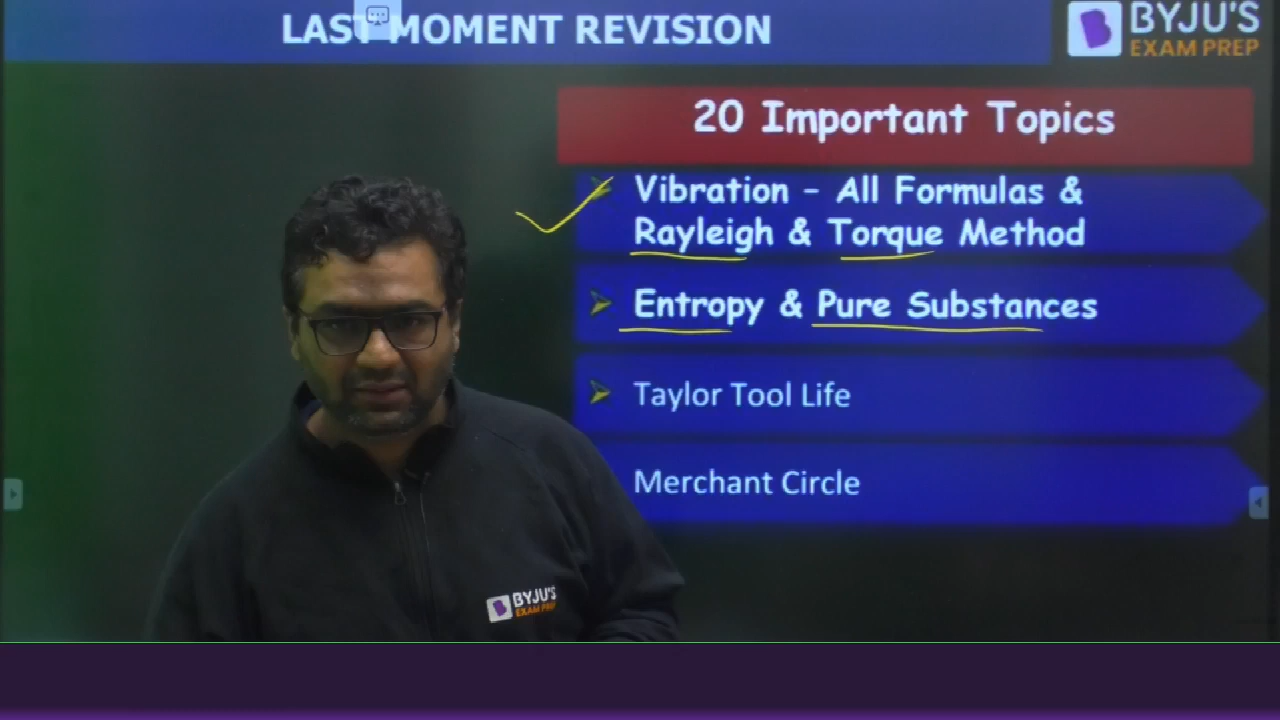 LAST MOMENT REVISION
BYJU'S
EXAM PREP
20 Important Topics
Vibration – All Formulas &
Rayleigh & Torque Method
Entropy & Pure Substances
Taylor Tool Life
Merchant Circle
BYJU'S
EXAM PREP